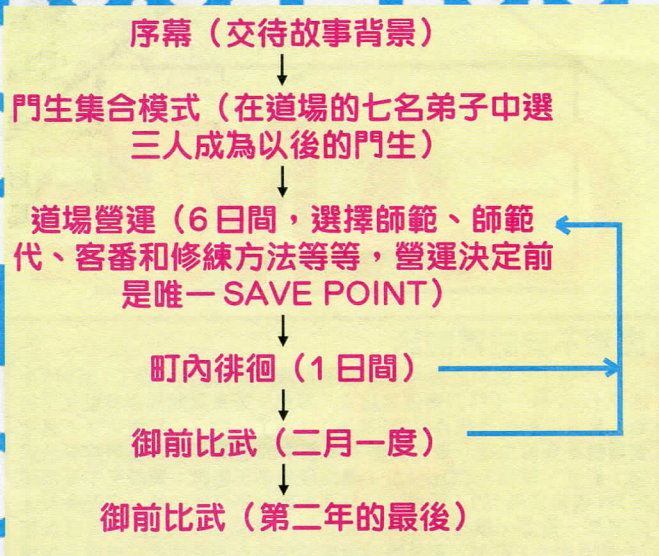 序幕（交待故事背景）
門生集合模式（在道場的七名弟子中選
三人成為以後的門生）
道場營運（6日間，選擇師範、師範
代、客番和修練方法等等，營運決定前
是唯一SAVE POINT）
町內徘徊（1日間）
御前比武（二月一度）
御前比武（第二年的最後）